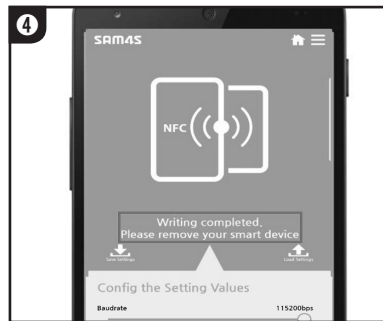 4
SAM4S
NFC
Writing completed,
Please remove your smart device
Save Settings
Load Settings
Config the Setting Values
Baudrate
115200bps